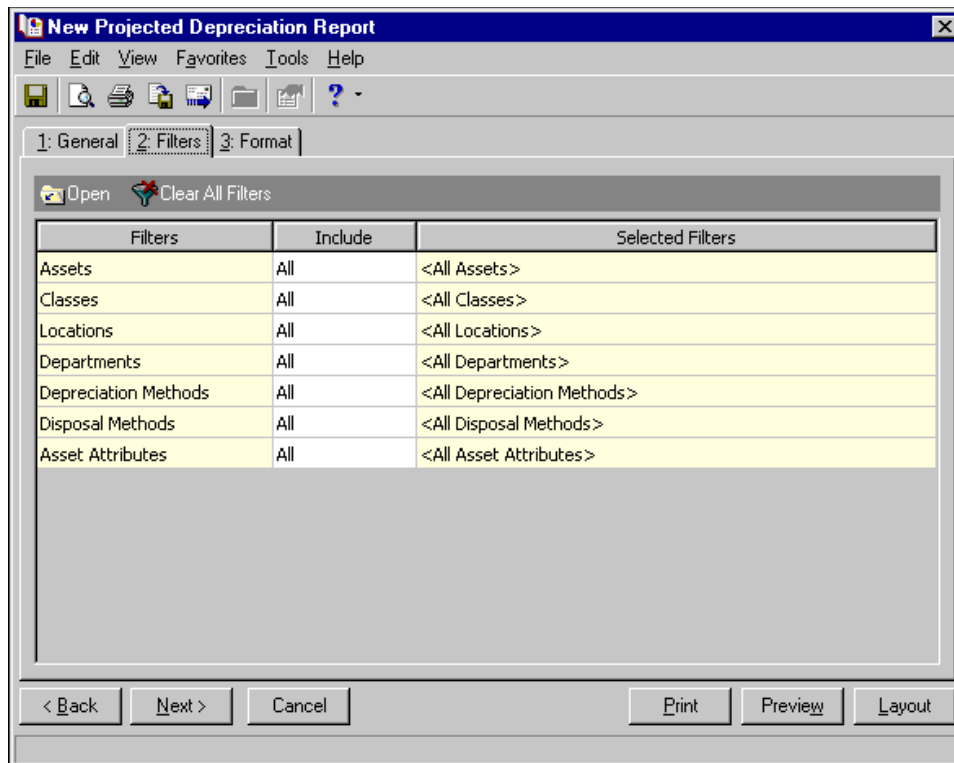 New Projected Depreciation Report
File Edit View Favorites Tools Help
?
1: General 2: Filters 3: Format
Open Clear All Filters
Filters Include Selected Filters
Assets All <All Assets>
Classes All <All Classes>
Locations All <All Locations>
Departments All <All Departments>
Depreciation Methods All <All Depreciation Methods>
Disposal Methods All <All Disposal Methods>
Asset Attributes All <All Asset Attributes>
< Back Next > Cancel Print Preview Layout